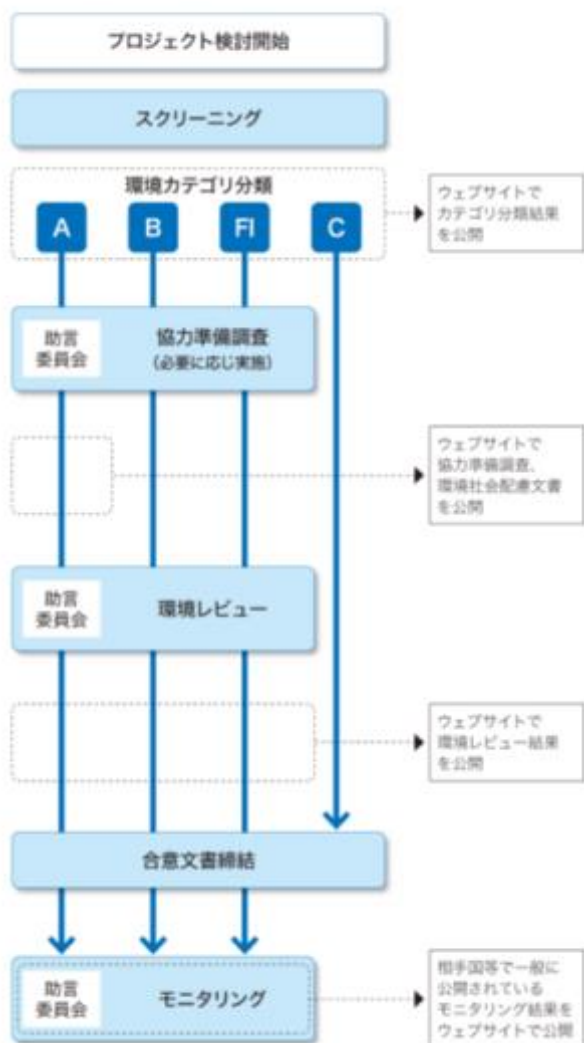 プロジェクト検討開始
スクリーニング
環境カテゴリ分類
A
B
FI
C
ウェブサイトで
カテゴリ分類結果
を公開
助言
委員会
協力準備調査
(必要に応じ実施)
ウェブサイトで
協力準備調査、
環境社会配慮文書
を公開
助言
委員会
環境レビュー
ウェブサイトで
環境レビュー結果
を公開
合意文書締結
助言
委員会
モニタリング
相手国等で一般に
公開されている
モニタリング結果を
ウェブサイトで公開